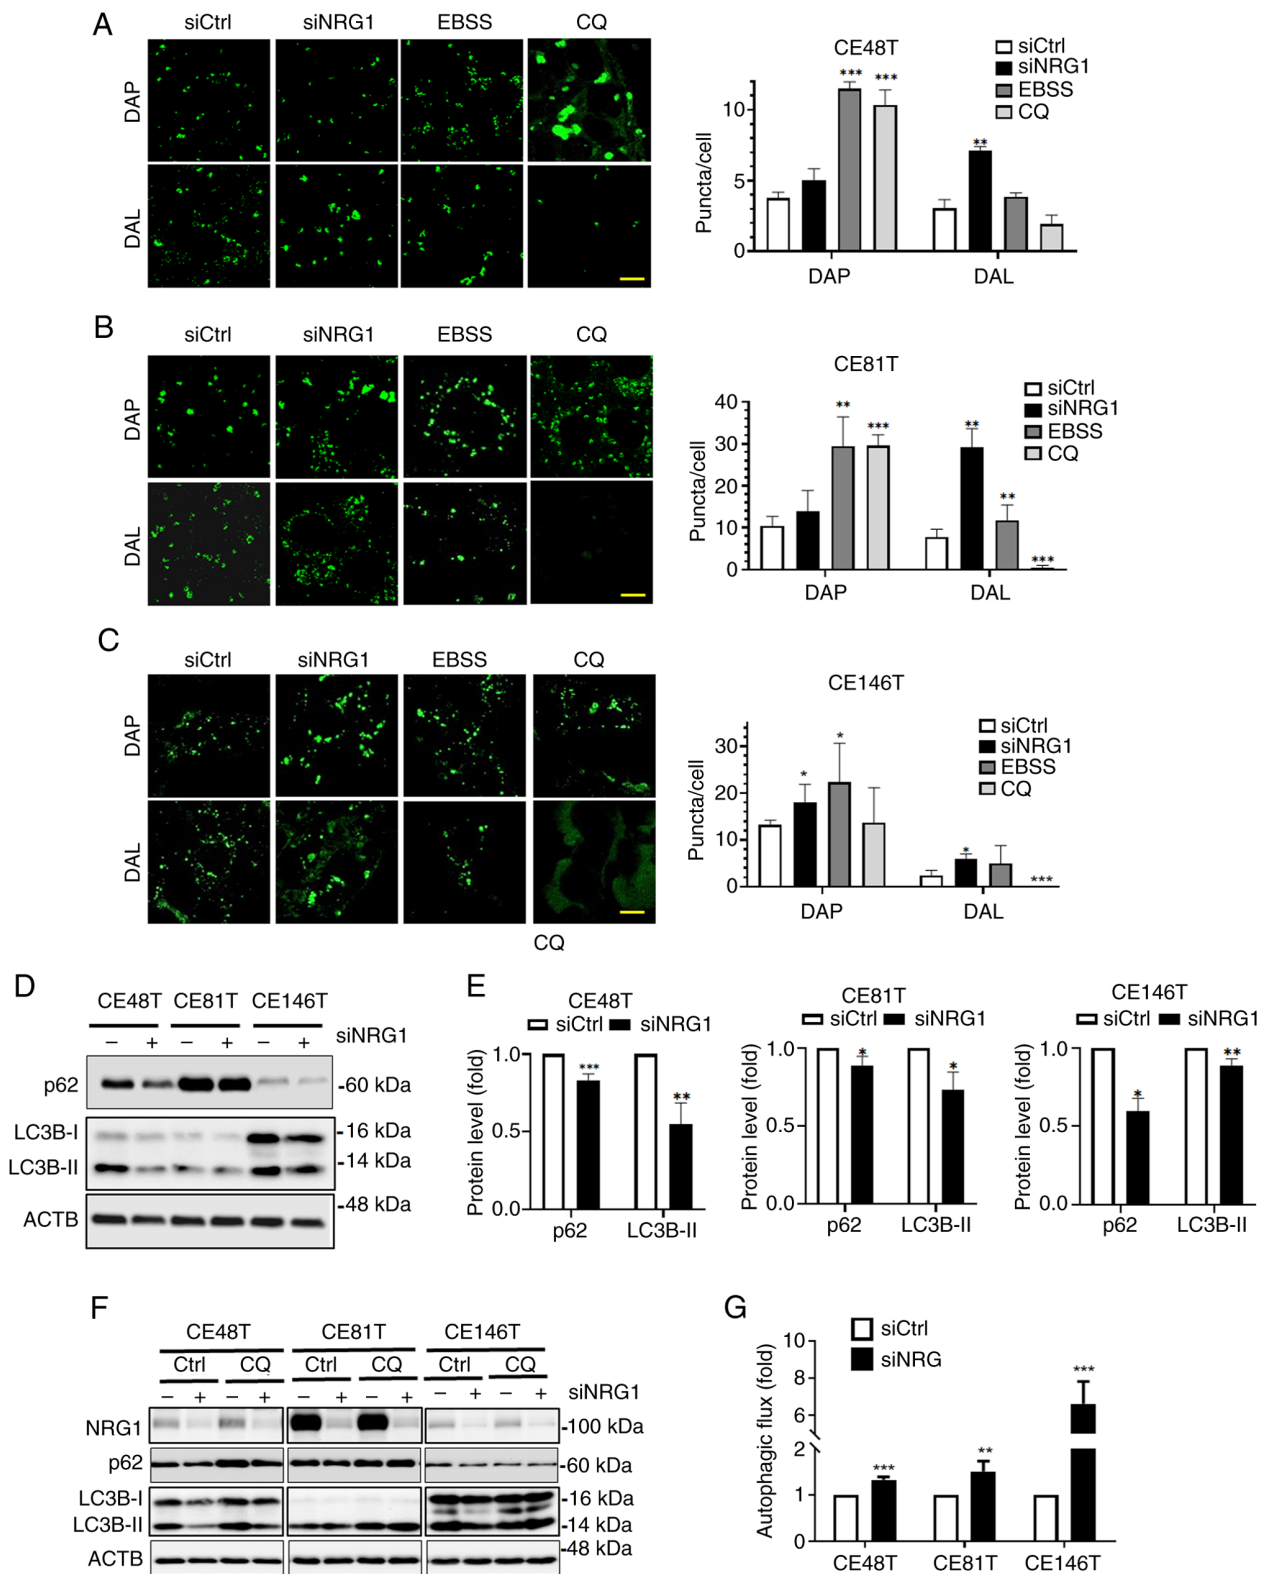 A
siCtrl siNRG1 EBSS CQ
DAP
DAL
CE48T
siCtrl
siNRG1
EBSS
CQ
Puncta/cell
10
5
0
*** ***
**
DAP DAL
B
siCtrl siNRG1 EBSS CQ
DAP
DAL
CE81T
siCtrl
siNRG1
EBSS
CQ
Puncta/cell
40
30
20
10
0
** ***
** ** ***
DAP DAL
C
siCtrl siNRG1 EBSS CQ
DAP
DAL
CQ
CE146T
siCtrl
siNRG1
EBSS
CQ
Puncta/cell
30
20
10
0
* *
* ***
DAP DAL
D
CE48T CE81T CE146T
− + − + − + siNRG1
p62 -60 kDa
LC3B-I -16 kDa
LC3B-II -14 kDa
-48 kDa
ACTB
E
CE48T
siCtrl siNRG1
Protein level (fold)
1.0
0.5
0.0
*** **
p62 LC3B-II
CE81T
siCtrl siNRG1
Protein level (fold)
1.0
0.5
0.0
* *
p62 LC3B-II
CE146T
siCtrl siNRG1
Protein level (fold)
1.0
0.5
0.0
* **
p62 LC3B-II
F
CE48T CE81T CE146T
Ctrl CQ Ctrl CQ Ctrl CQ
− + − + − + − + − + − + siNRG1
NRG1 -100 kDa
p62 -60 kDa
LC3B-I -16 kDa
LC3B-II -14 kDa
-48 kDa
ACTB
G
siCtrl
siNRG
Autophagic flux (fold)
10
8
6
2
1
0
*** ** ***
CE48T CE81T CE146T